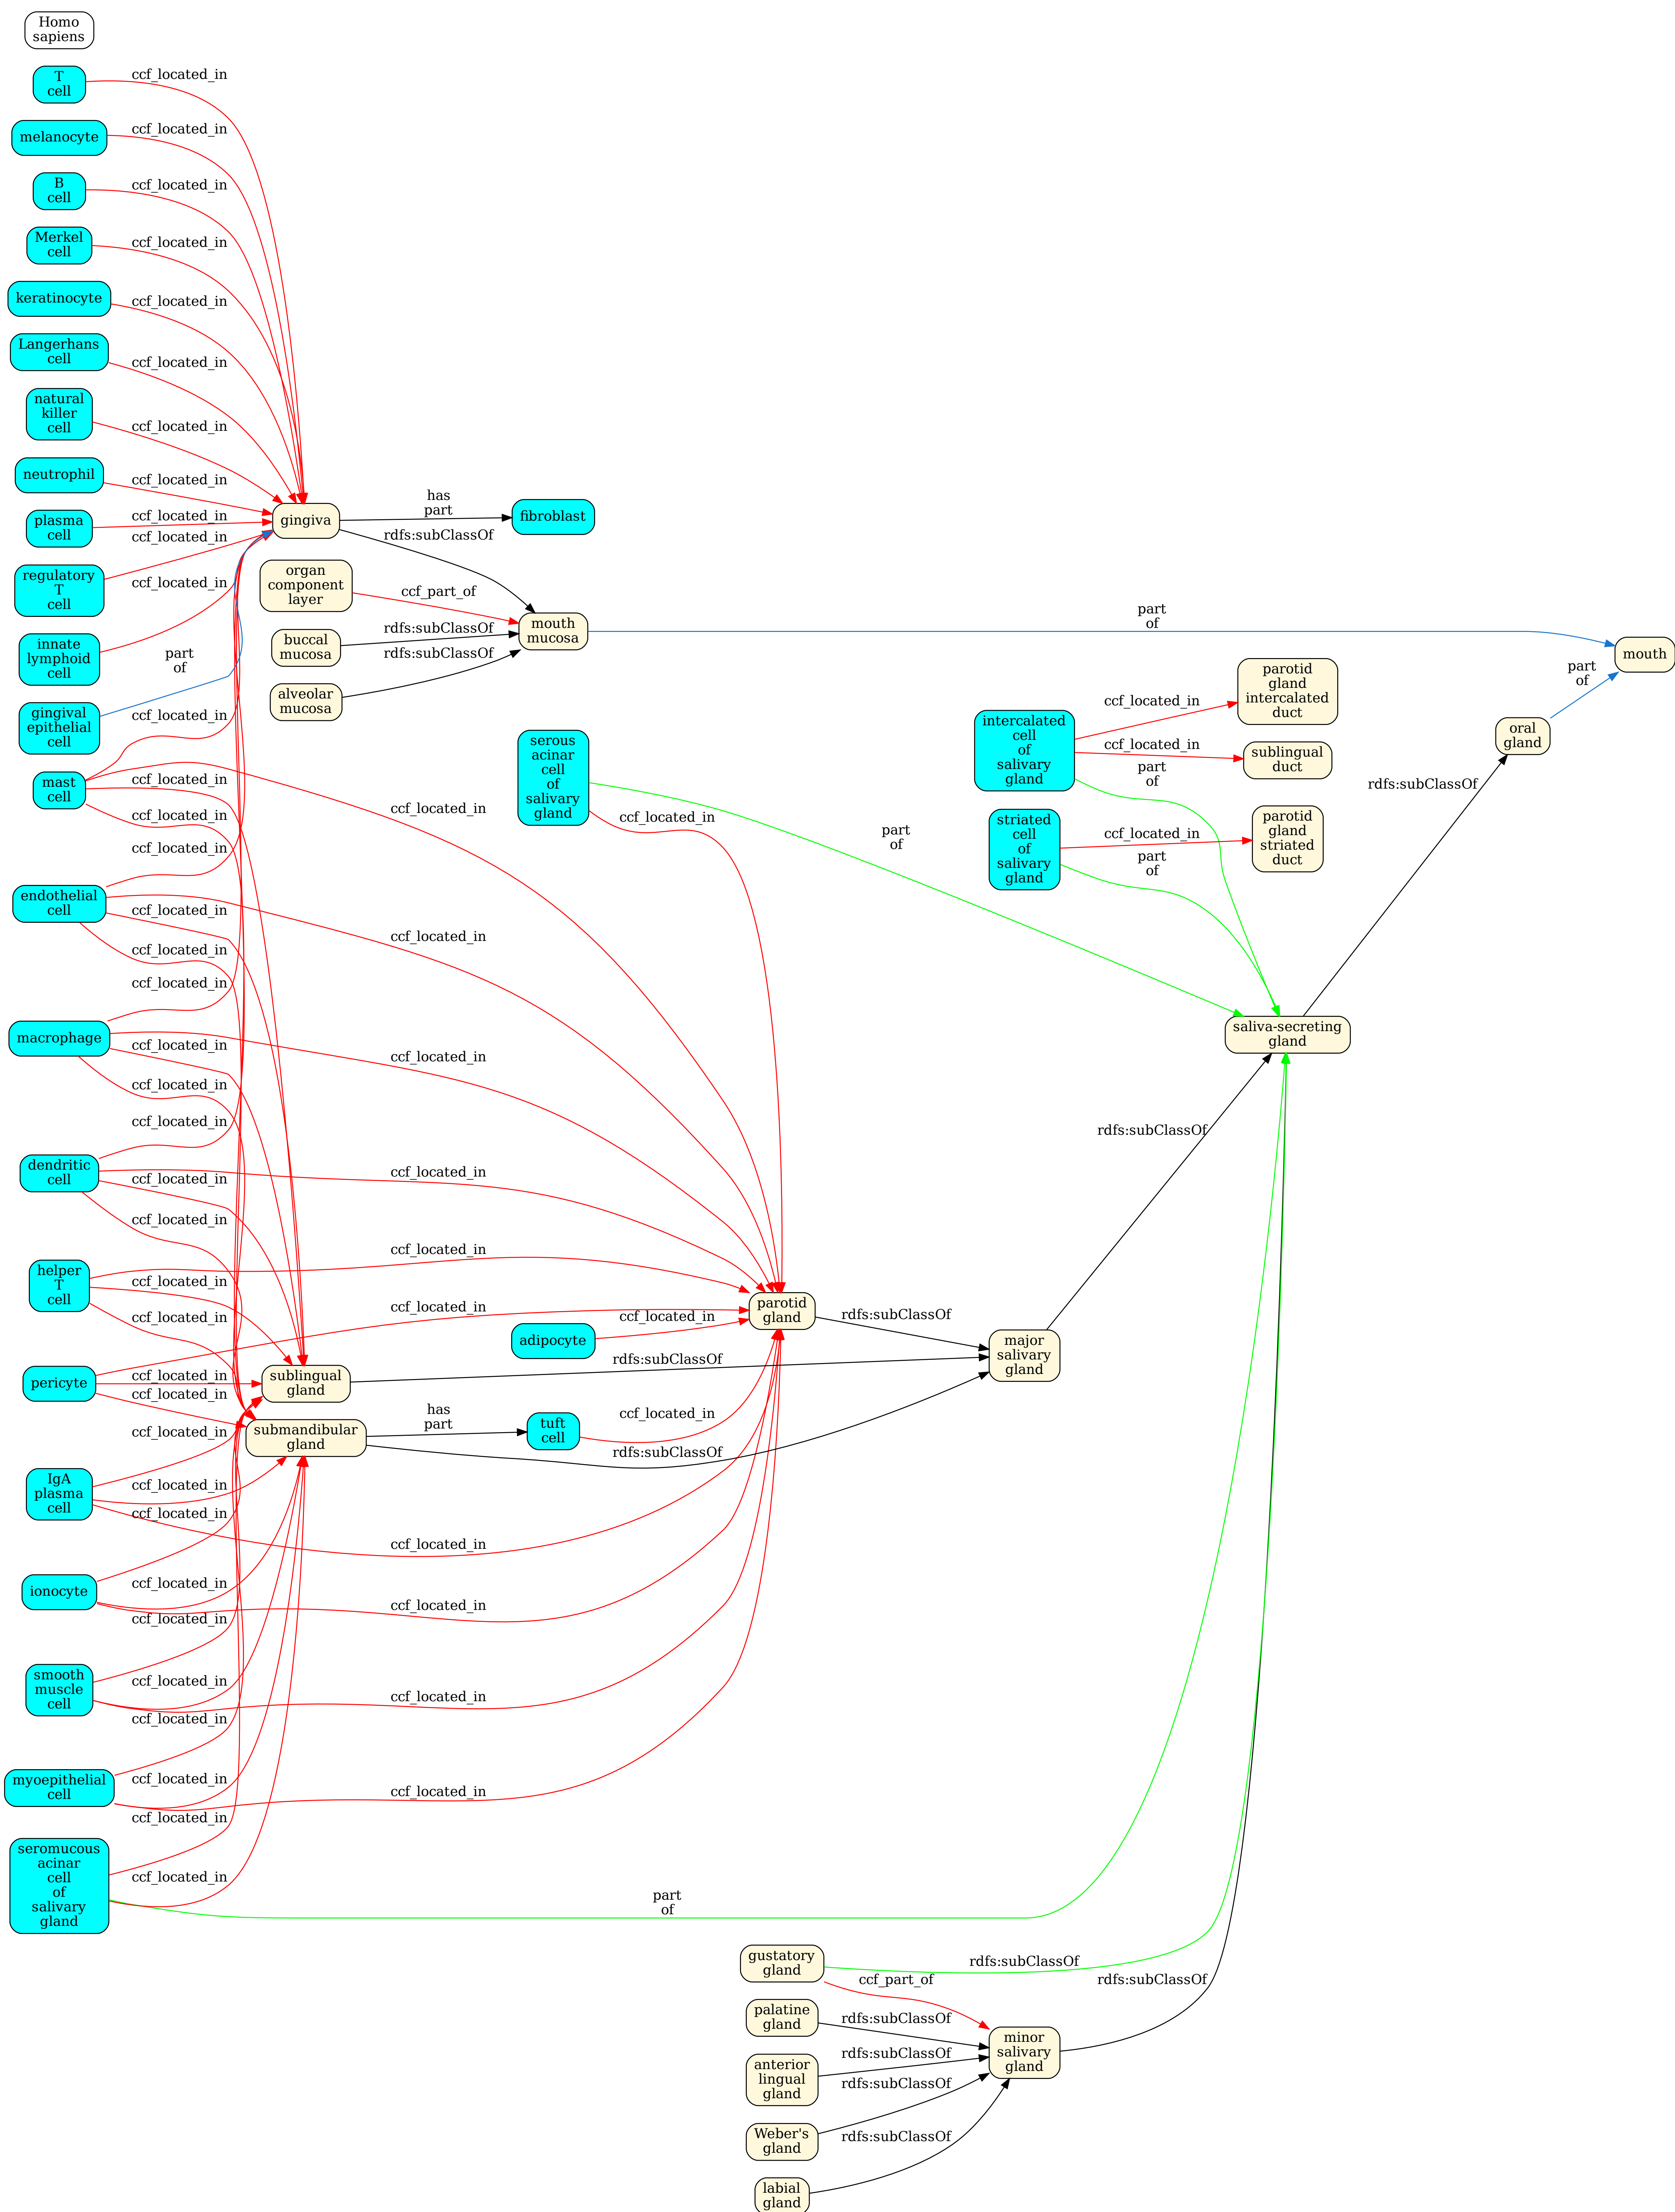 Homo
sapiens
T
cell
ccf_located_in
melanocyte
ccf_located_in
B
cell
ccf_located_in
Merkel
cell
ccf_located_in
keratinocyte
ccf_located_in
Langerhans
cell
ccf_located_in
natural
killer
cell
ccf_located_in
neutrophil
ccf_located_in
plasma
cell
ccf_located_in
regulatory
T
cell
ccf_located_in
innate
lymphoid
cell
ccf_located_in
gingival
epithelial
cell
part
of
mast
cell
ccf_located_in
ccf_located_in
ccf_located_in
ccf_located_in
endothelial
cell
ccf_located_in
ccf_located_in
ccf_located_in
ccf_located_in
macrophage
ccf_located_in
ccf_located_in
ccf_located_in
ccf_located_in
dendritic
cell
ccf_located_in
ccf_located_in
ccf_located_in
ccf_located_in
helper
T
cell
ccf_located_in
ccf_located_in
ccf_located_in
pericyte
ccf_located_in
ccf_located_in
ccf_located_in
IgA
plasma
cell
ccf_located_in
ccf_located_in
ccf_located_in
ionocyte
ccf_located_in
ccf_located_in
ccf_located_in
smooth
muscle
cell
ccf_located_in
ccf_located_in
ccf_located_in
myoepithelial
cell
ccf_located_in
ccf_located_in
ccf_located_in
seromucous
acinar
cell
of
salivary
gland
ccf_located_in
ccf_located_in
part
of
gingiva
has
part
fibroblast
rdfs:subClassOf
organ
component
layer
ccf_part_of
buccal
mucosa
rdfs:subClassOf
alveolar
mucosa
rdfs:subClassOf
mouth
mucosa
part
of
mouth
serous
acinar
cell
of
salivary
gland
part
of
ccf_located_in
intercalated
cell
of
salivary
gland
ccf_located_in
ccf_located_in
part
of
parotid
gland
intercalated
duct
sublingual
duct
striated
cell
of
salivary
gland
ccf_located_in
part
of
parotid
gland
striated
duct
oral
gland
part
of
rdfs:subClassOf
saliva-secreting
gland
rdfs:subClassOf
adipocyte
ccf_located_in
parotid
gland
rdfs:subClassOf
sublingual
gland
rdfs:subClassOf
major
salivary
gland
submandibular
gland
has
part
tuft
cell
ccf_located_in
rdfs:subClassOf
gustatory
gland
rdfs:subClassOf
ccf_part_of
rdfs:subClassOf
palatine
gland
rdfs:subClassOf
minor
salivary
gland
anterior
lingual
gland
rdfs:subClassOf
Weber's
gland
rdfs:subClassOf
labial
gland
rdfs:subClassOf